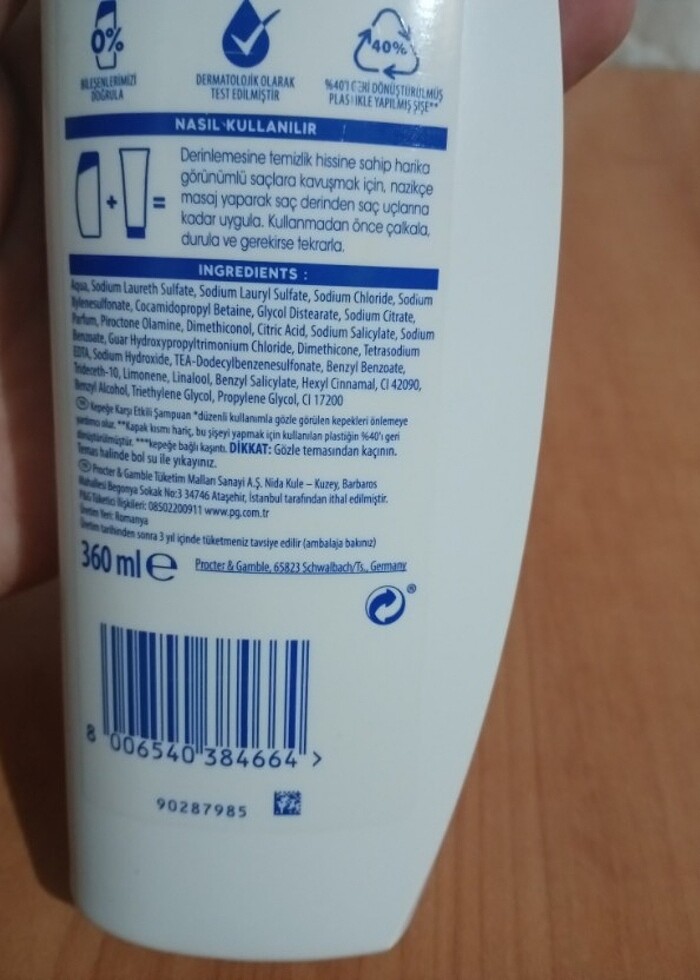 0%
BİLEŞENLERİMİZİ
DOĞRULA
DERMATOLOJİK OLARAK
TEST EDİLMİŞTİR
40%
%40'I GERİ DÖNÜŞTÜRÜLMÜŞ
PLASTİKLE YAPILMIŞ ŞİŞE**
NASIL KULLANILIR
Derinlemesine temizlik hissine sahip harika
görünümlü saçlara kavuşmak için, nazikçe
masaj yaparak saç derinden saç uçlarına
kadar uygula. Kullanmadan önce çalkala,
durula ve gerekirse tekrarla.
+ =
INGREDIENTS :
Aqua, Sodium Laureth Sulfate, Sodium Lauryl Sulfate, Sodium Chloride, Sodium
Xylenesulfonate, Cocamidopropyl Betaine, Glycol Distearate, Sodium Citrate,
Parfum, Piroctone Olamine, Dimethiconol, Citric Acid, Sodium Salicylate, Sodium
Benzoate, Guar Hydroxypropyltrimonium Chloride, Dimethicone, Tetrasodium
EDTA, Sodium Hydroxide, TEA-Dodecylbenzenesulfonate, Benzyl Benzoate,
Trideceth-10, Limonene, Linalool, Benzyl Salicylate, Hexyl Cinnamal, CI 42090,
Benzyl Alcohol, Triethylene Glycol, Propylene Glycol, CI 17200
TR Kepeğe Karşı Etkili Şampuan *düzenli kullanımla gözle görülen kepekleri önlemeye
yardımcı olur. **Kapak kısmı hariç, bu şişeyi yapmak için kullanılan plastiğin %40'ı geri
dönüştürülmüştür. ***kepeğe bağlı kaşıntı. DİKKAT: Gözle temasından kaçının.
Temas halinde bol su ile yıkayınız.
TR Procter & Gamble Tüketim Malları Sanayi A.Ş. Nida Kule – Kuzey, Barbaros
Mahallesi Begonya Sokak No:3 34746 Ataşehir, İstanbul tarafından ithal edilmiştir.
P&G Tüketici İlişkileri: 08502200911 www.pg.com.tr
Üretim Yeri: Romanya
Üretim tarihinden sonra 3 yıl içinde tüketmeniz tavsiye edilir (ambalaja bakınız)
360 ml e Procter & Gamble, 65823 Schwalbach/Ts., Germany
®
8 006540 384664 >
90287985